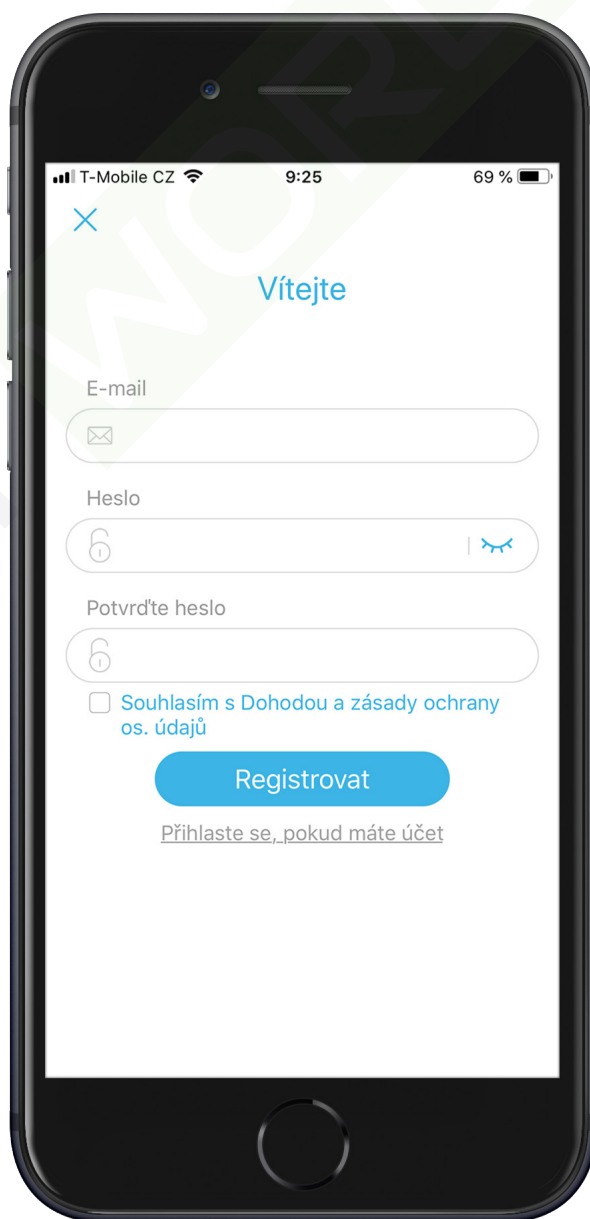 T-Mobile CZ 9:25 69 %
Vítejte
E-mail
Heslo
Potvrďte heslo
Souhlasím s Dohodou a zásady ochrany
os. údajů
Registrovat
Přihlaste se, pokud máte účet